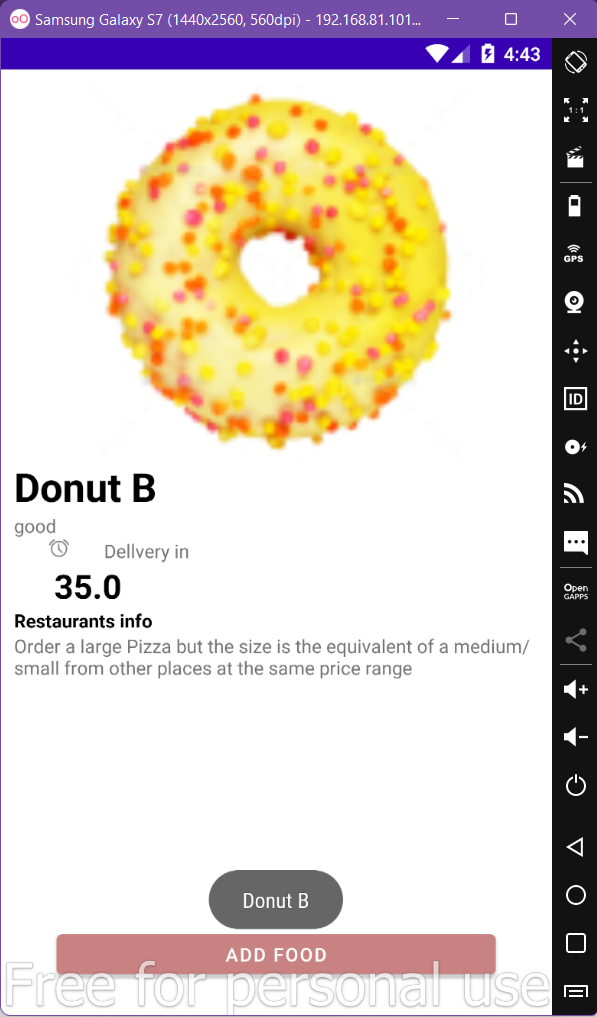 Samsung Galaxy S7 (1440x2560, 560dpi) - 192.168.81.101...
4:43
1:1
GPS
ID
Donut B
good
Dellvery in
35.0
Restaurants info
Order a large Pizza but the size is the equivalent of a medium/
small from other places at the same price range
Open
GAPPS
Donut B
ADD FOOD
Free for personal use